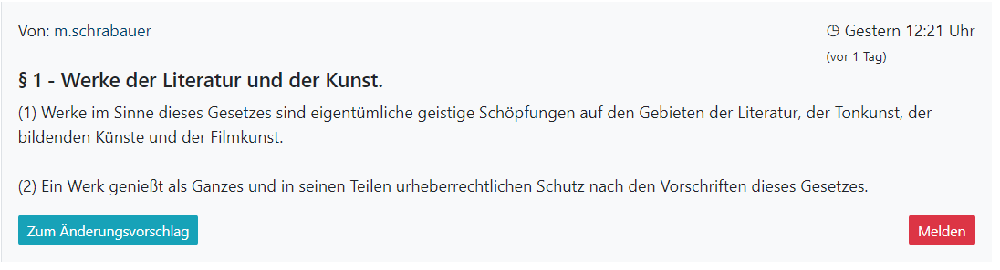 Von: m.schrabauer
Gestern 12:21 Uhr
(vor 1 Tag)
§ 1 - Werke der Literatur und der Kunst.
(1) Werke im Sinne dieses Gesetzes sind eigentümliche geistige Schöpfungen auf den Gebieten der Literatur, der Tonkunst, der
bildenden Künste und der Filmkunst.
(2) Ein Werk genießt als Ganzes und in seinen Teilen urheberrechtlichen Schutz nach den Vorschriften dieses Gesetzes.
Zum Änderungsvorschlag
Melden